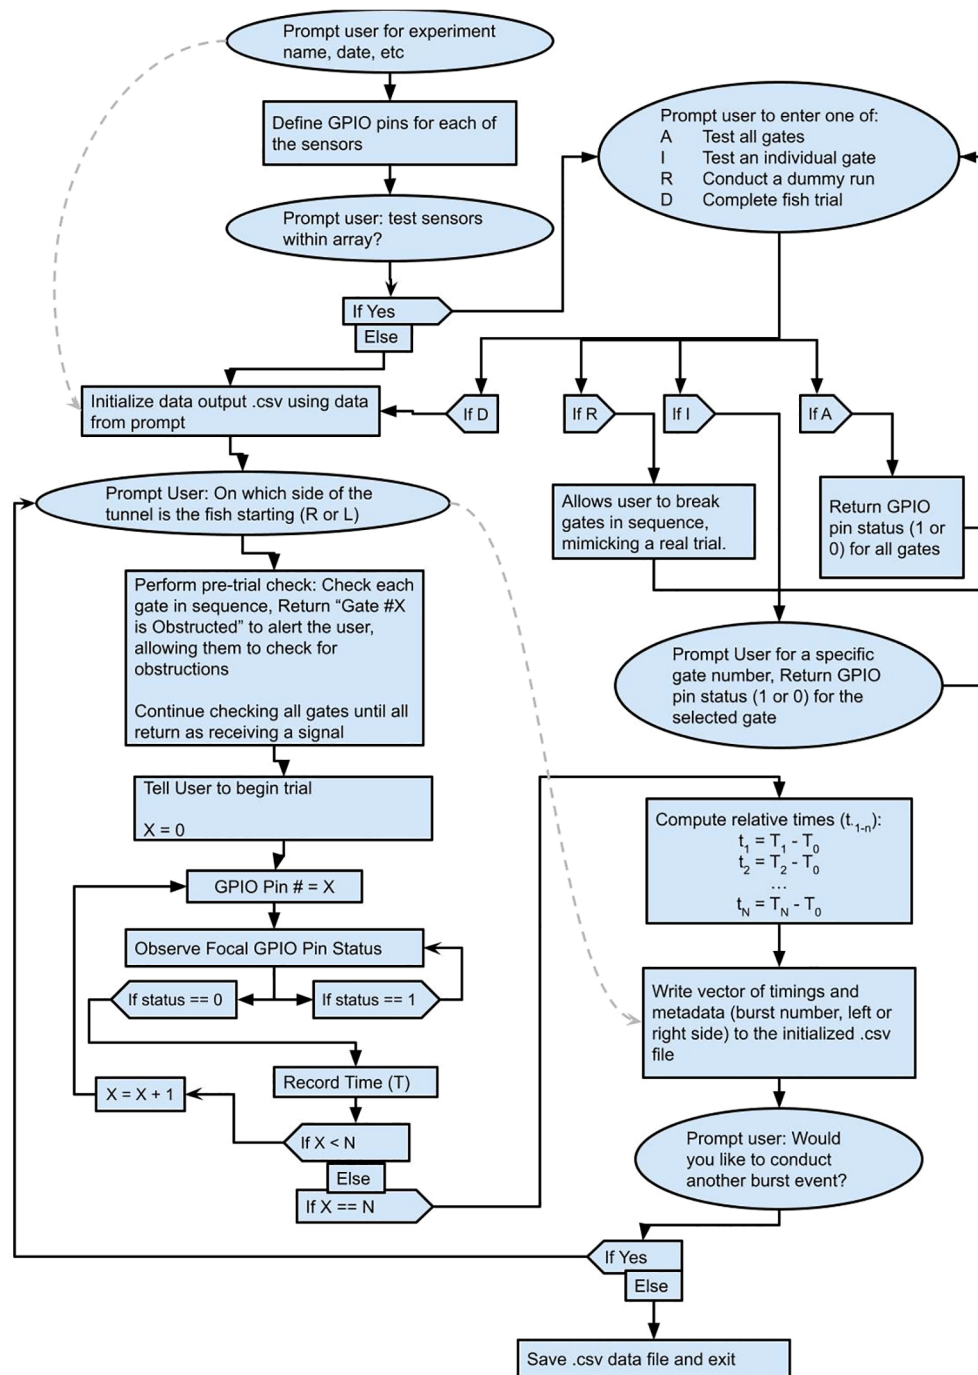 Prompt user for experiment
name, date, etc
Define GPIO pins for each of
the sensors
Prompt user: test sensors
within array?
If Yes
Else
Prompt user to enter one of:
A Test all gates
I Test an individual gate
R Conduct a dummy run
D Complete fish trial
If D
If R
If I
If A
Initialize data output .csv using data
from prompt
Allows user to break
gates in sequence,
mimicking a real trial.
Return GPIO
pin status (1 or
0) for all gates
Prompt User for a specific
gate number, Return GPIO
pin status (1 or 0) for the
selected gate
Prompt User: On which side of the
tunnel is the fish starting (R or L)
Perform pre-trial check: Check each
gate in sequence, Return “Gate #X
is Obstructed” to alert the user,
allowing them to check for
obstructions
Continue checking all gates until all
return as receiving a signal
Tell User to begin trial
X = 0
GPIO Pin # = X
Observe Focal GPIO Pin Status
If status == 0
If status == 1
Record Time (T)
X = X + 1
If X < N
Else
If X == N
Compute relative times (t.1-n):
t1 = T1 - T0
t2 = T2 - T0
...
tN = TN - T0
Write vector of timings and
metadata (burst number, left or
right side) to the initialized .csv
file
Prompt user: Would
you like to conduct
another burst event?
If Yes
Else
Save .csv data file and exit